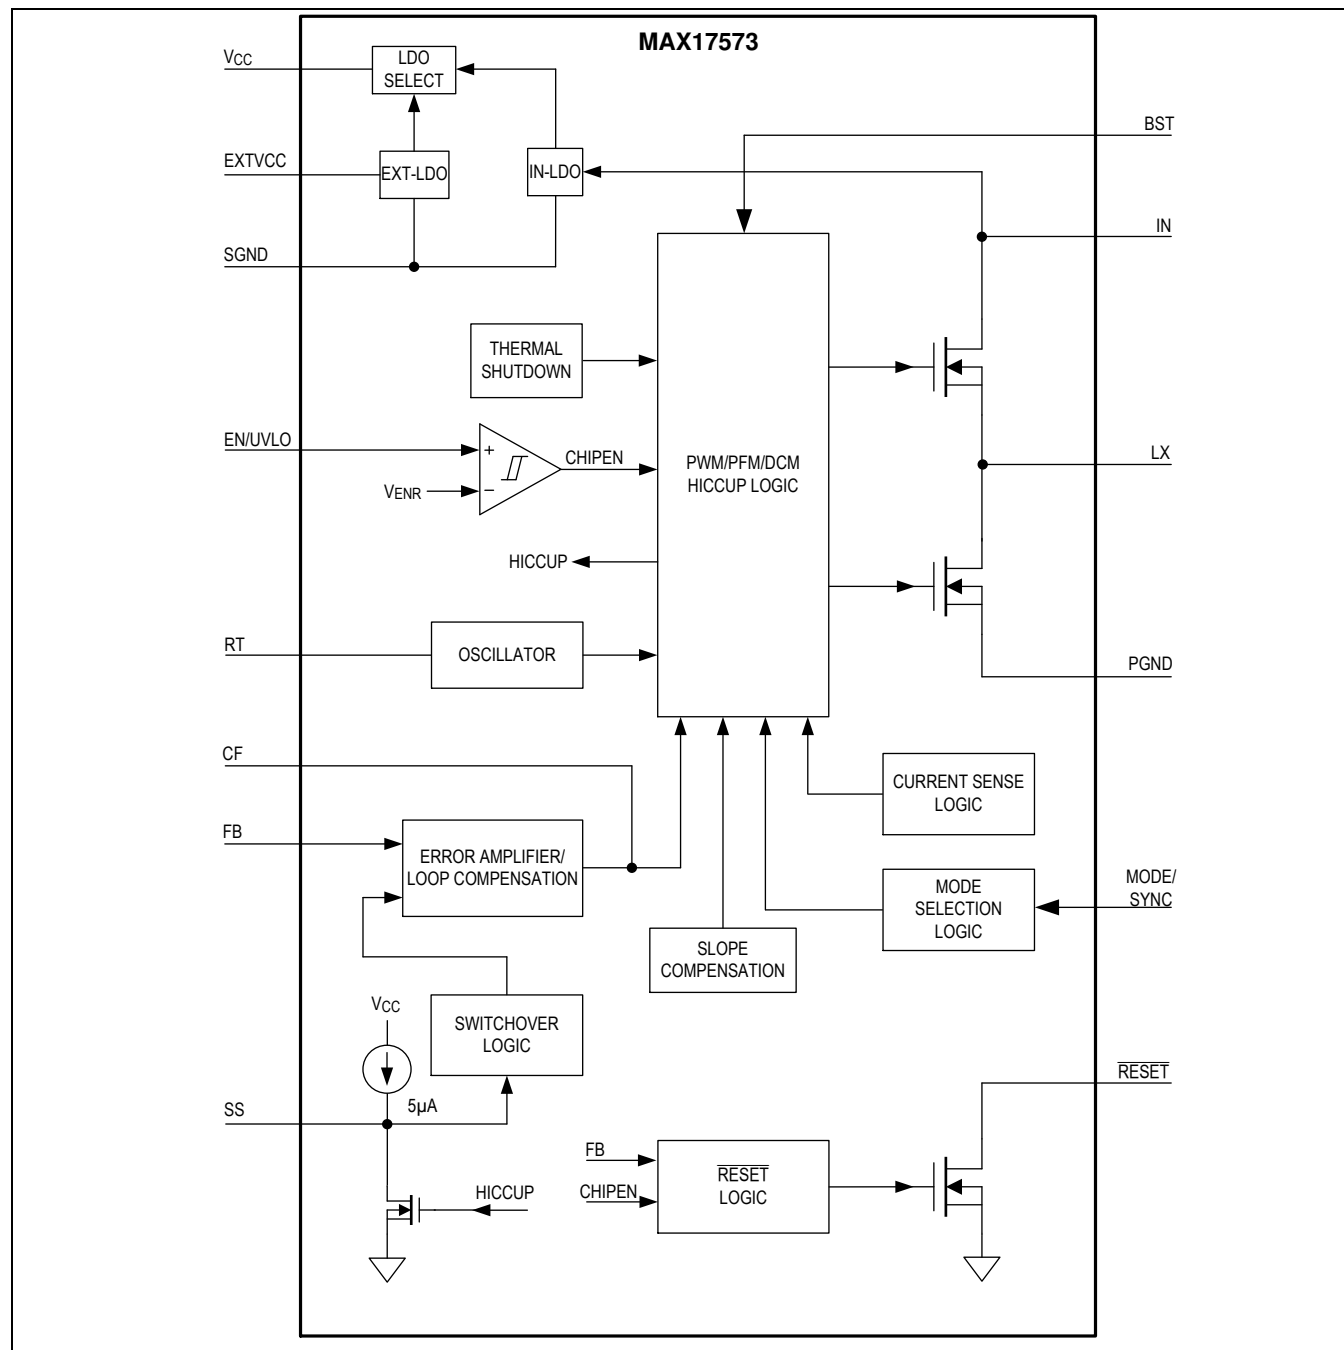 MAX17573
VCC
LDO
SELECT
BST
EXTVCC
EXT-LDO
IN-LDO
IN
SGND
THERMAL
SHUTDOWN
EN/UVLO
+
CHIPEN
VENR
−
PWM/PFM/DCM
HICCUP LOGIC
LX
HICCUP
RT
OSCILLATOR
PGND
CF
CURRENT SENSE
LOGIC
FB
ERROR AMPLIFIER/
LOOP COMPENSATION
MODE
SELECTION
LOGIC
MODE/
SYNC
SLOPE
COMPENSATION
VCC
SWITCHOVER
LOGIC
5µA
SS
RESET
FB
CHIPEN
RESET
LOGIC
HICCUP